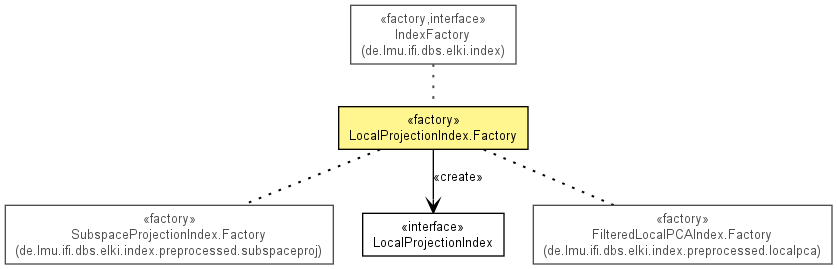 «factory,interface»
IndexFactory
(de.lmu.ifi.dbs.elki.index)
«factory»
LocalProjectionIndex.Factory
«create»
«factory»
SubspaceProjectionIndex.Factory
(de.lmu.ifi.dbs.elki.index.preprocessed.subspaceproj)
«interface»
LocalProjectionIndex
«factory»
FilteredLocalPCAIndex.Factory
(de.lmu.ifi.dbs.elki.index.preprocessed.localpca)